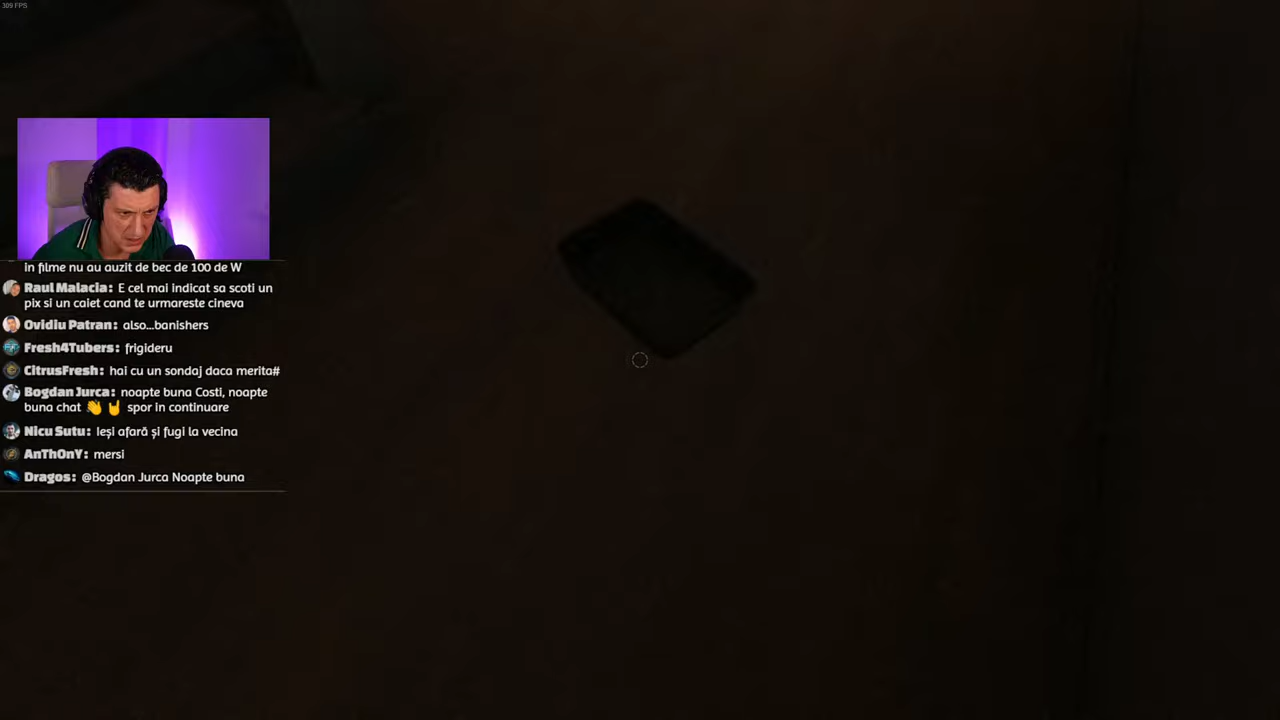 309 FPS
in filme nu au auzit de bec de 100 de W
Raul Malacia: E cel mai indicat sa scoti un
pix si un caiet cand te urmareste cineva
Ovidiu Patran: also...banishers
Fresh4Tubers: frigideru
CitrusFresh: hai cu un sondaj daca merita#
Bogdan Jurca: noapte buna Costi, noapte
buna chat 👋 🤘 spor in continuare
Nicu Sutu: Ieși afară și fugi la vecina
AnThOnY: mersi
Dragos: @Bogdan Jurca Noapte buna